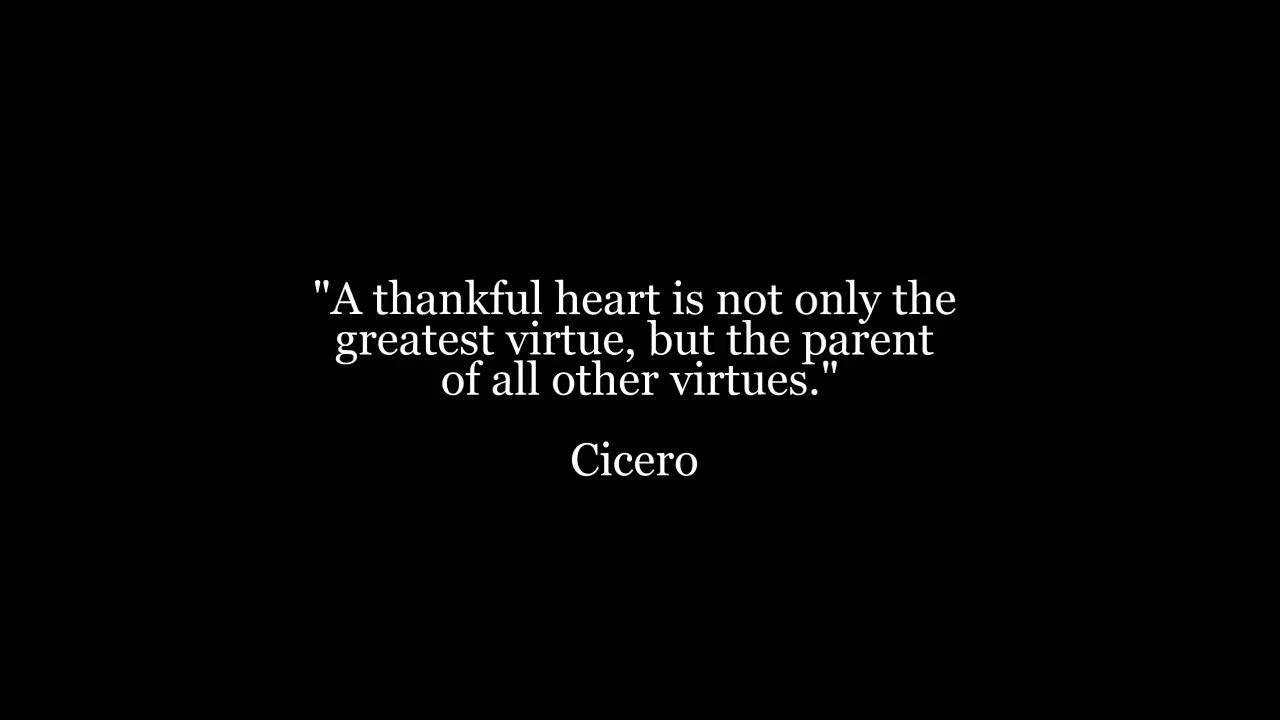 "A thankful heart is not only the
greatest virtue, but the parent
of all other virtues."
Cicero